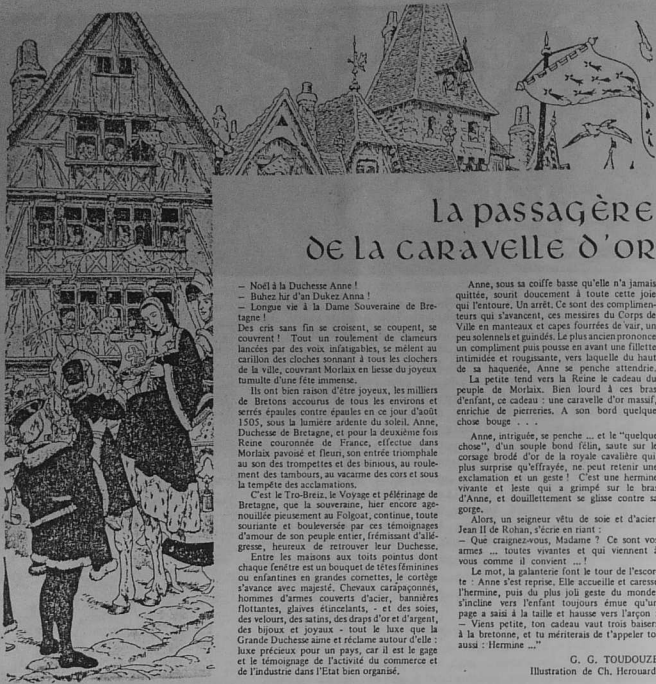 LA PASSAGÈRE
DE LA CARAVELLE D'OR
— Noël à la Duchesse Anne !
— Buhez hir d'an Dukez Anna !
— Longue vie à la Dame Souveraine de Bre-
tagne !
Des cris sans fin se croisent, se coupent, se
couvrent ! Tout un roulement de clameurs
lancées par des voix infatigables, se mêlent au
carillon des cloches sonnant à tous les clochers
de la ville, couvrant Morlaix en liesse du joyeux
tumulte d'une fête immense.
Ils ont bien raison d'être joyeux, les milliers
de Bretons accourus de tous les environs et
serrés épaules contre épaules en ce jour d'août
1505, sous la lumière ardente du soleil. Anne,
Duchesse de Bretagne, et pour la deuxième fois
Reine couronnée de France, effectue dans
Morlaix pavoisé et fleuri, son entrée triomphale
au son des trompettes et des binious, au roule-
ment des tambours, au vacarme des cors et sous
la tempête des acclamations.
C'est le Tro-Breiz, le Voyage et pélérinage de
Bretagne, que la souveraine, hier encore age-
nouillée pieusement au Folgoat, continue, toute
souriante et bouleversée par ces témoignages
d'amour de son peuple entier, frémissant d'allé-
gresse, heureux de retrouver leur Duchesse.
Entre les maisons aux toits pointus dont
chaque fenêtre est un bouquet de têtes féminines
ou enfantines en grandes cornettes, le cortège
s'avance avec majesté. Chevaux carapaçonnés,
hommes d'armes couverts d'acier, bannières
flottantes, glaives étincelants, - et des soies,
des velours, des satins, des draps d'or et d'argent,
des bijoux et joyaux - tout le luxe que la
Grande Duchesse aime et réclame autour d'elle :
luxe précieux pour un pays, car il est le gage
et le témoignage de l'activité du commerce et
de l'industrie dans l'Etat bien organisé.
Anne, sous sa coiffe basse qu'elle n'a jamais
quittée, sourit doucement à toute cette joie
qui l'entoure. Un arrêt. Ce sont des complimen-
teurs qui s'avancent, ces messires du Corps de
Ville en manteaux et capes fourrées de vair, un
peu solennels et guindés. Le plus ancien prononce
un compliment puis pousse en avant une fillette
intimidée et rougissante, vers laquelle du haut
de sa haquenée, Anne se penche attendrie.
La petite tend vers la Reine le cadeau du
peuple de Morlaix. Bien lourd à ces bras
d'enfant, ce cadeau : une caravelle d'or massif,
enrichie de pierreries. A son bord quelque
chose bouge . . .
Anne, intriguée, se penche ... et le "quelque
chose", d'un souple bond félin, saute sur le
corsage brodé d'or de la royale cavalière qui
plus surprise qu'effrayée, ne peut retenir une
exclamation et un geste ! C'est une hermine
vivante et leste qui a grimpé sur le bras
d'Anne, et douillettement se glisse contre sa
gorge.
Alors, un seigneur vêtu de soie et d'acier
Jean II de Rohan, s'écrie en riant :
— Que craignez-vous, Madame ? Ce sont vos
armes ... toutes vivantes et qui viennent à
vous comme il convient ... !
Le mot, la galanterie font le tour de l'escor
te : Anne s'est reprise. Elle accueille et caresse
l'hermine, puis du plus joli geste du monde
s'incline vers l'enfant toujours émue qu'un
page a saisi à la taille et hausse vers l'arçon
— Viens petite, ton cadeau vaut trois baisers
à la bretonne, et tu mériterais de t'appeler to
aussi : Hermine ..."
G. G. TOUDOUZE
Illustration de Ch. Herouard